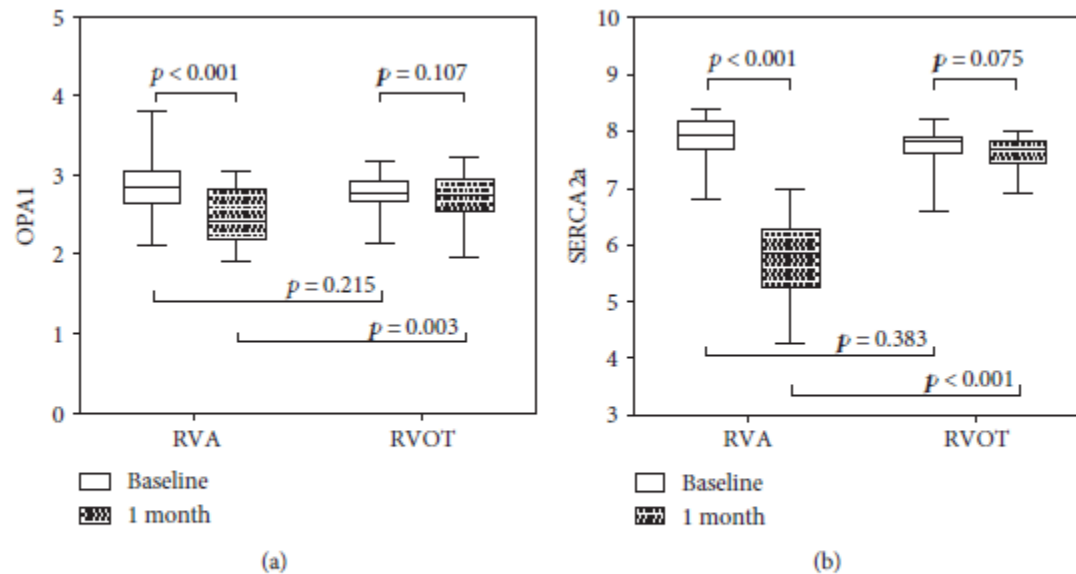 5
4
3
2
1
0
OPA1
p < 0.001
p = 0.107
p = 0.215
p = 0.003
RVA
RVOT
Baseline
1 month
(a)
10
9
8
7
6
5
4
3
SERCA2a
p < 0.001
p = 0.075
p = 0.383
p < 0.001
RVA
RVOT
Baseline
1 month
(b)